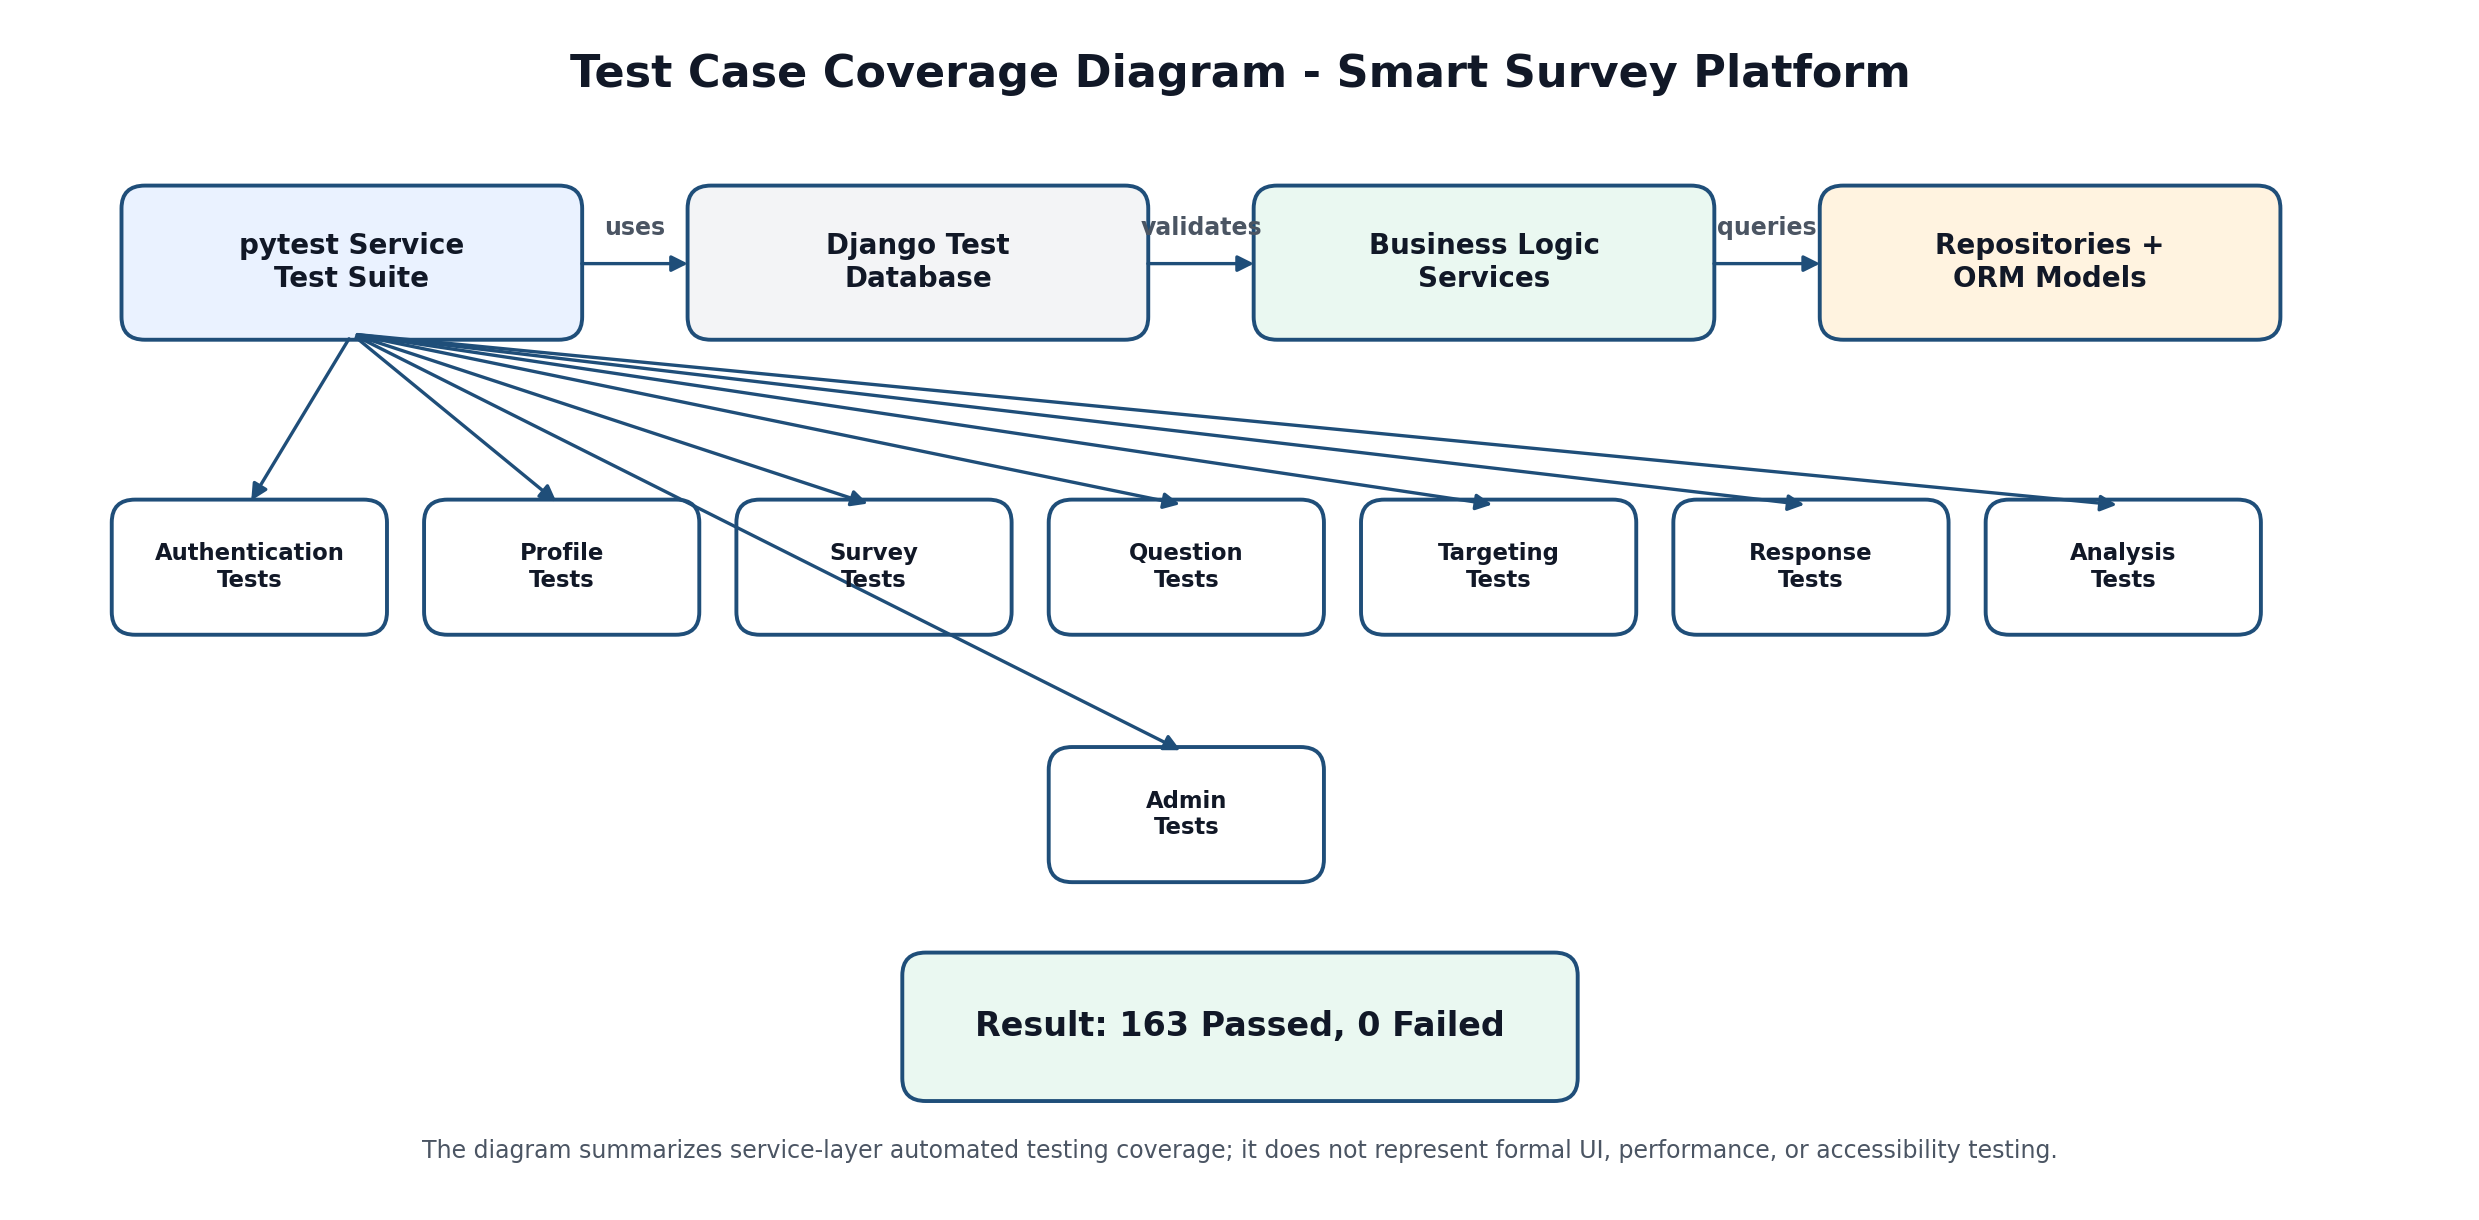 Test Case Coverage Diagram - Smart Survey Platform
pytest Service
Test Suite
uses
Django Test
Database
validates
Business Logic
Services
queries
Repositories +
ORM Models
Authentication
Tests
Profile
Tests
Survey
Tests
Question
Tests
Targeting
Tests
Response
Tests
Analysis
Tests
Admin
Tests
Result: 163 Passed, 0 Failed
The diagram summarizes service-layer automated testing coverage; it does not represent formal UI, performance, or accessibility testing.